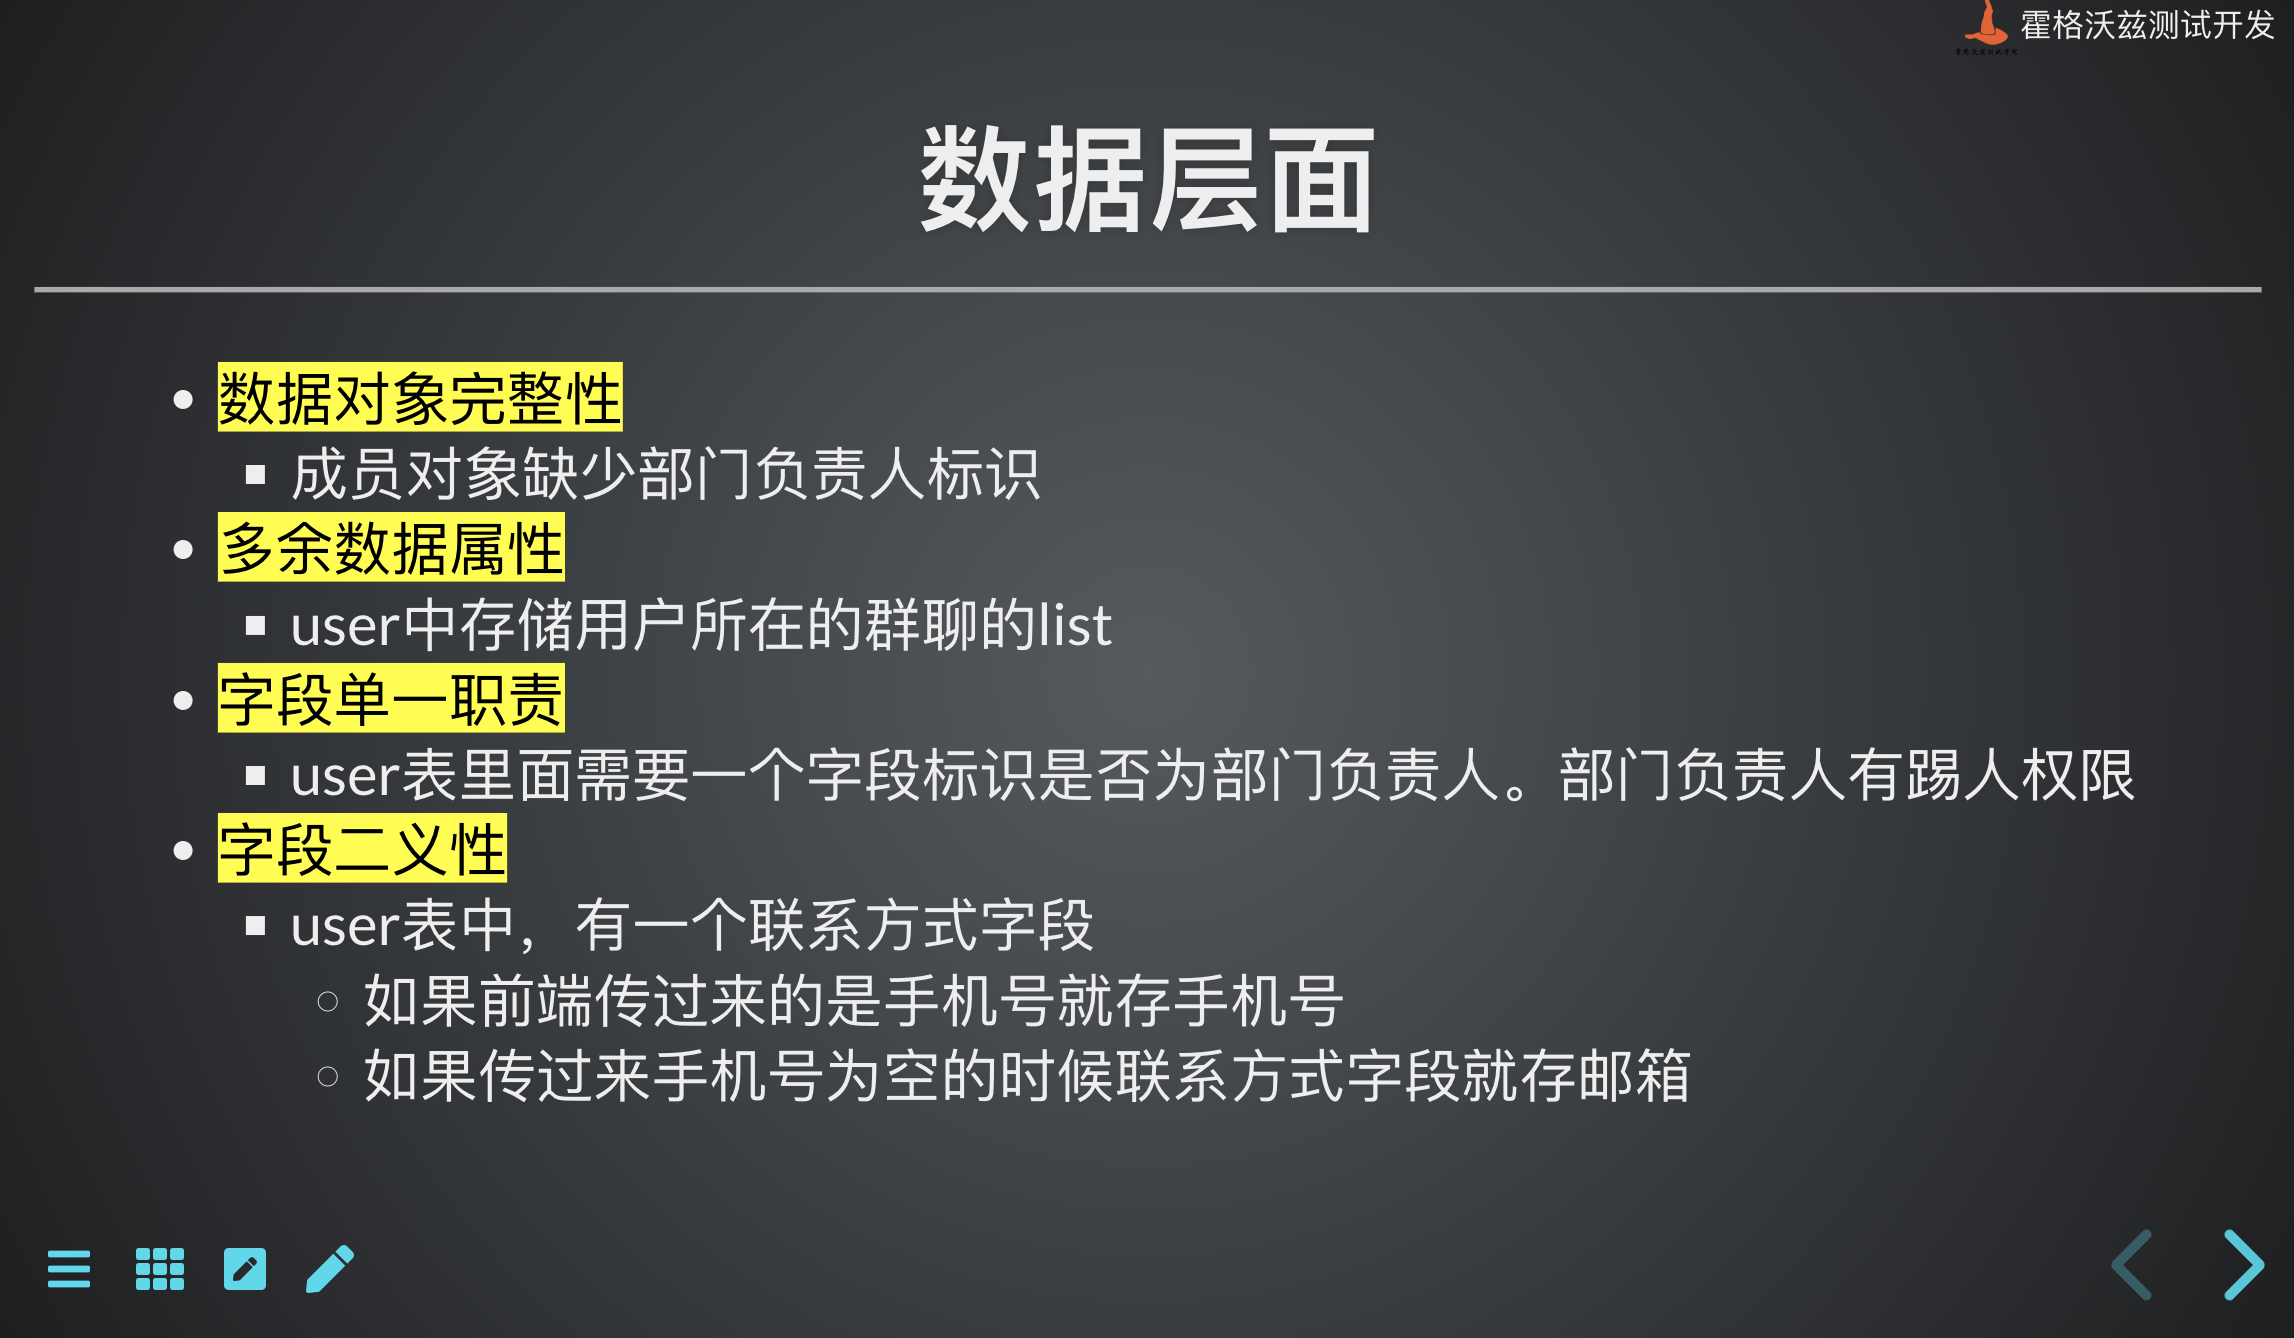 霍格沃兹测试开发
霍格沃兹测试学院
数据层面
数据对象完整性
成员对象缺少部门负责人标识
多余数据属性
user中存储用户所在的群聊的list
字段单一职责
user表里面需要一个字段标识是否为部门负责人。部门负责人有踢人权限
字段二义性
user表中，有一个联系方式字段
如果前端传过来的是手机号就存手机号
如果传过来手机号为空的时候联系方式字段就存邮箱